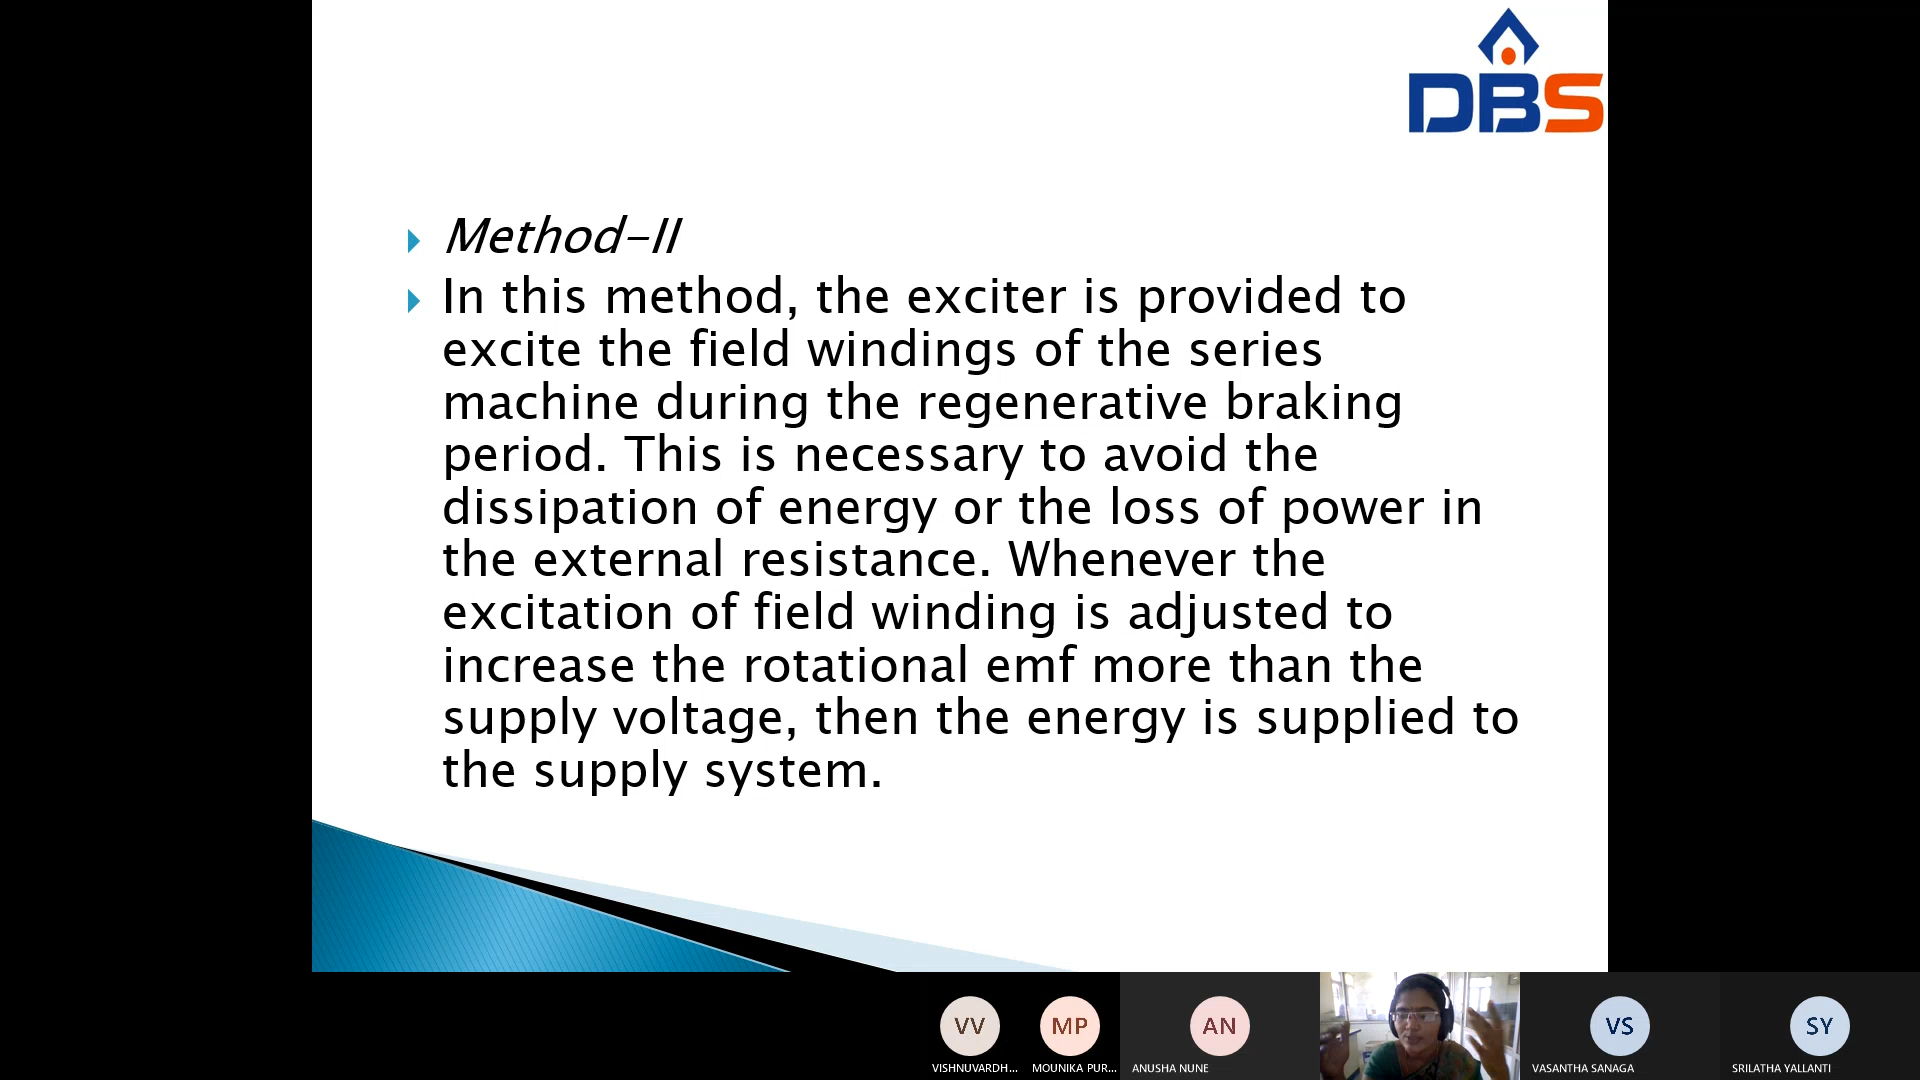 DBS
Method-II
In this method, the exciter is provided to
excite the field windings of the series
machine during the regenerative braking
period. This is necessary to avoid the
dissipation of energy or the loss of power in
the external resistance. Whenever the
excitation of field winding is adjusted to
increase the rotational emf more than the
supply voltage, then the energy is supplied to
the supply system.
VV MP AN VS SY
VISHNUVARDH... MOUNIKA PUR... ANUSHA NUNE VASANTHA SANAGA SRILATHA YALLANTI